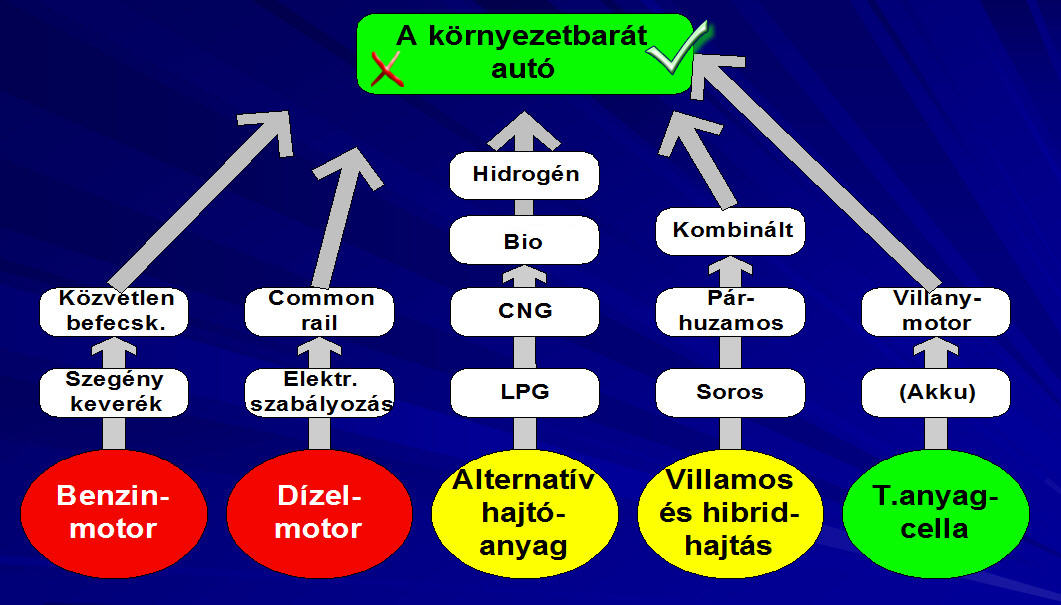 A környezetbarát
autó
Hidrogén
Bio
Kombinált
Közvetlen
befecsk.
Common
rail
CNG
Pár-
huzamos
Villany-
motor
Szegény
keverék
Elektr.
szabályozás
LPG
Soros
(Akku)
Benzin-
motor
Dízel-
motor
Alternatív
hajtó-
anyag
Villamos
és hibrid-
hajtás
T.anyag-
cella